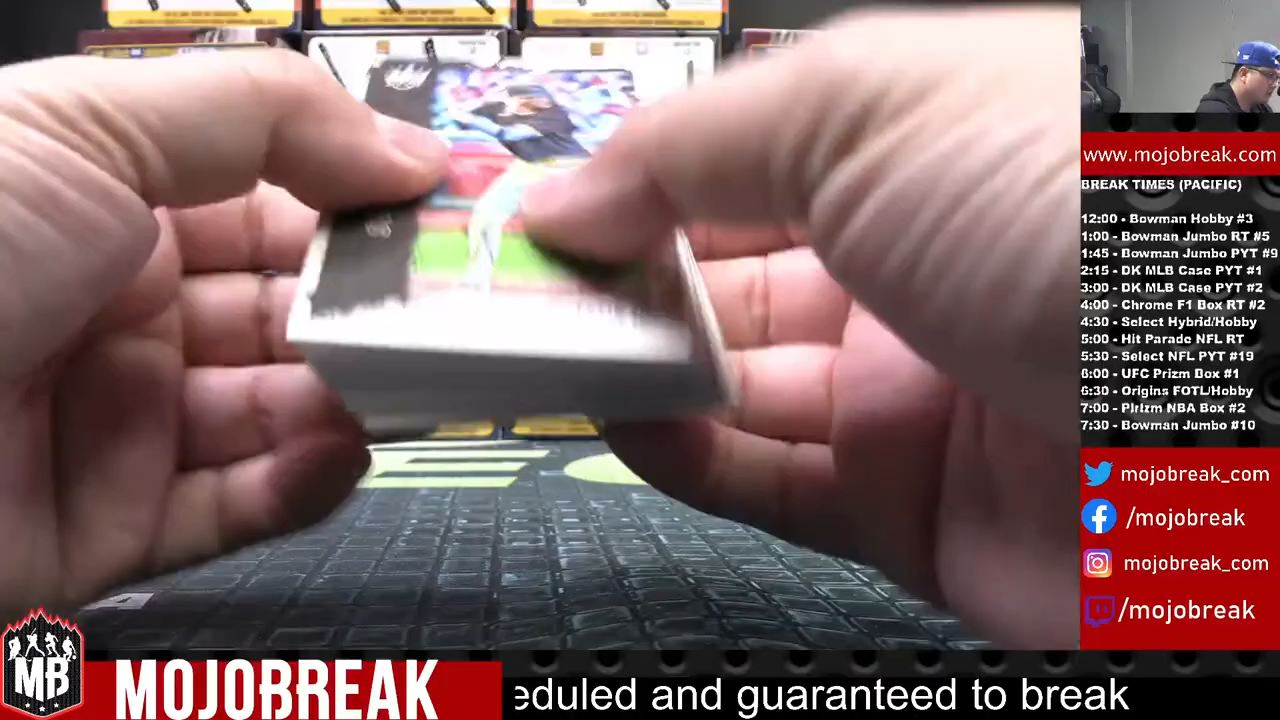 www.mojobreak.com
BREAK TIMES (PACIFIC)
12:00 - Bowman Hobby #3
1:00 - Bowman Jumbo RT #5
1:45 - Bowman Jumbo PYT #9
2:15 - DK MLB Case PYT #1
3:00 - DK MLB Case PYT #2
4:00 - Chrome F1 Box RT #2
4:30 - Select Hybrid/Hobby
5:00 - Hit Parade NFL RT
5:30 - Select NFL PYT #19
6:00 - UFC Prizm Box #1
6:30 - Origins FOTL/Hobby
7:00 - Plrizm NBA Box #2
7:30 - Bowman Jumbo #10
mojobreak_com
/mojobreak
mojobreak_com
/mojobreak
MB
MOJOBREAK
eduled and guaranteed to break